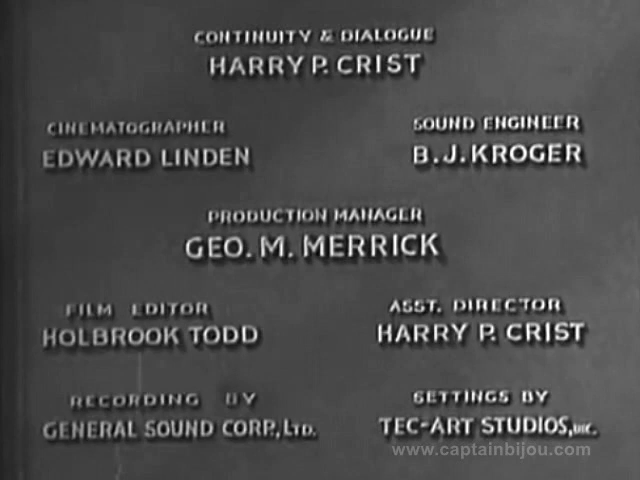 CONTINUITY & DIALOGUE
HARRY P. CRIST
CINEMATOGRAPHER
EDWARD LINDEN
SOUND ENGINEER
B.J. KROGER
PRODUCTION MANAGER
GEO. M. MERRICK
FILM EDITOR
HOLBROOK TODD
ASST. DIRECTOR
HARRY P. CRIST
RECORDING BY
GENERAL SOUND CORP., LTD.
SETTINGS BY
TEC-ART STUDIOS, INC.
www.captainbijou.com